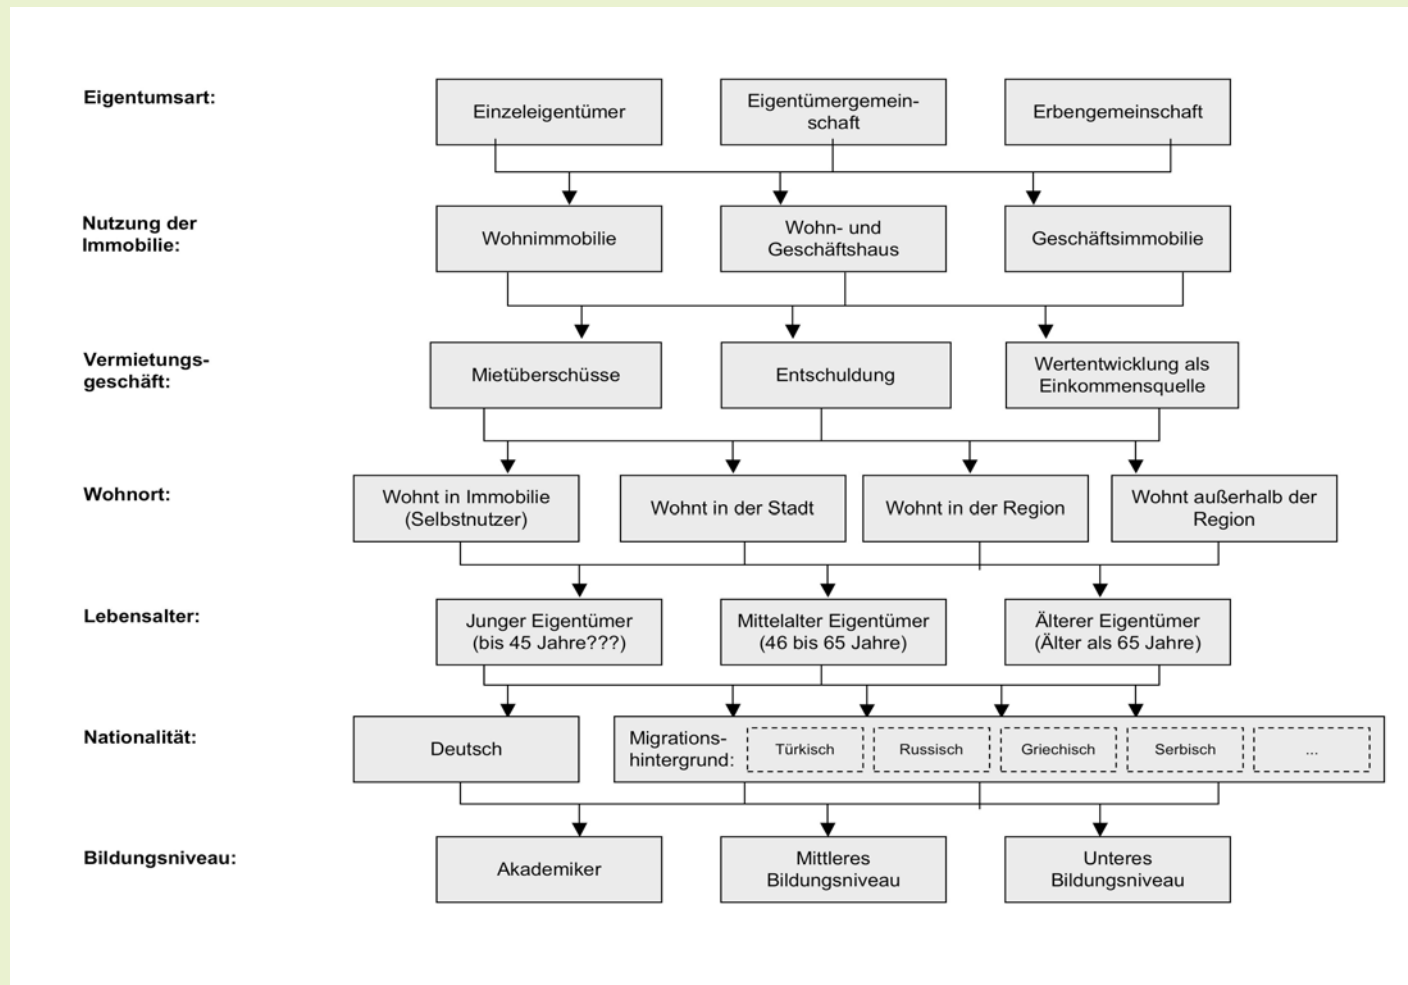 Eigentumsart:
Einzeleigentümer
Eigentümergemein-
schaft
Erbengemeinschaft
Nutzung der
Immobilie:
Wohnimmobilie
Wohn- und
Geschäftshaus
Geschäftsimmobilie
Vermietungs-
geschäft:
Mietüberschüsse
Entschuldung
Wertentwicklung als
Einkommensquelle
Wohnort:
Wohnt in Immobilie
(Selbstnutzer)
Wohnt in der Stadt
Wohnt in der Region
Wohnt außerhalb der
Region
Lebensalter:
Junger Eigentümer
(bis 45 Jahre???)
Mittelalter Eigentümer
(46 bis 65 Jahre)
Älterer Eigentümer
(Älter als 65 Jahre)
Nationalität:
Deutsch
Migrations-
hintergrund:
Türkisch
Russisch
Griechisch
Serbisch
...
Bildungsniveau:
Akademiker
Mittleres
Bildungsniveau
Unteres
Bildungsniveau